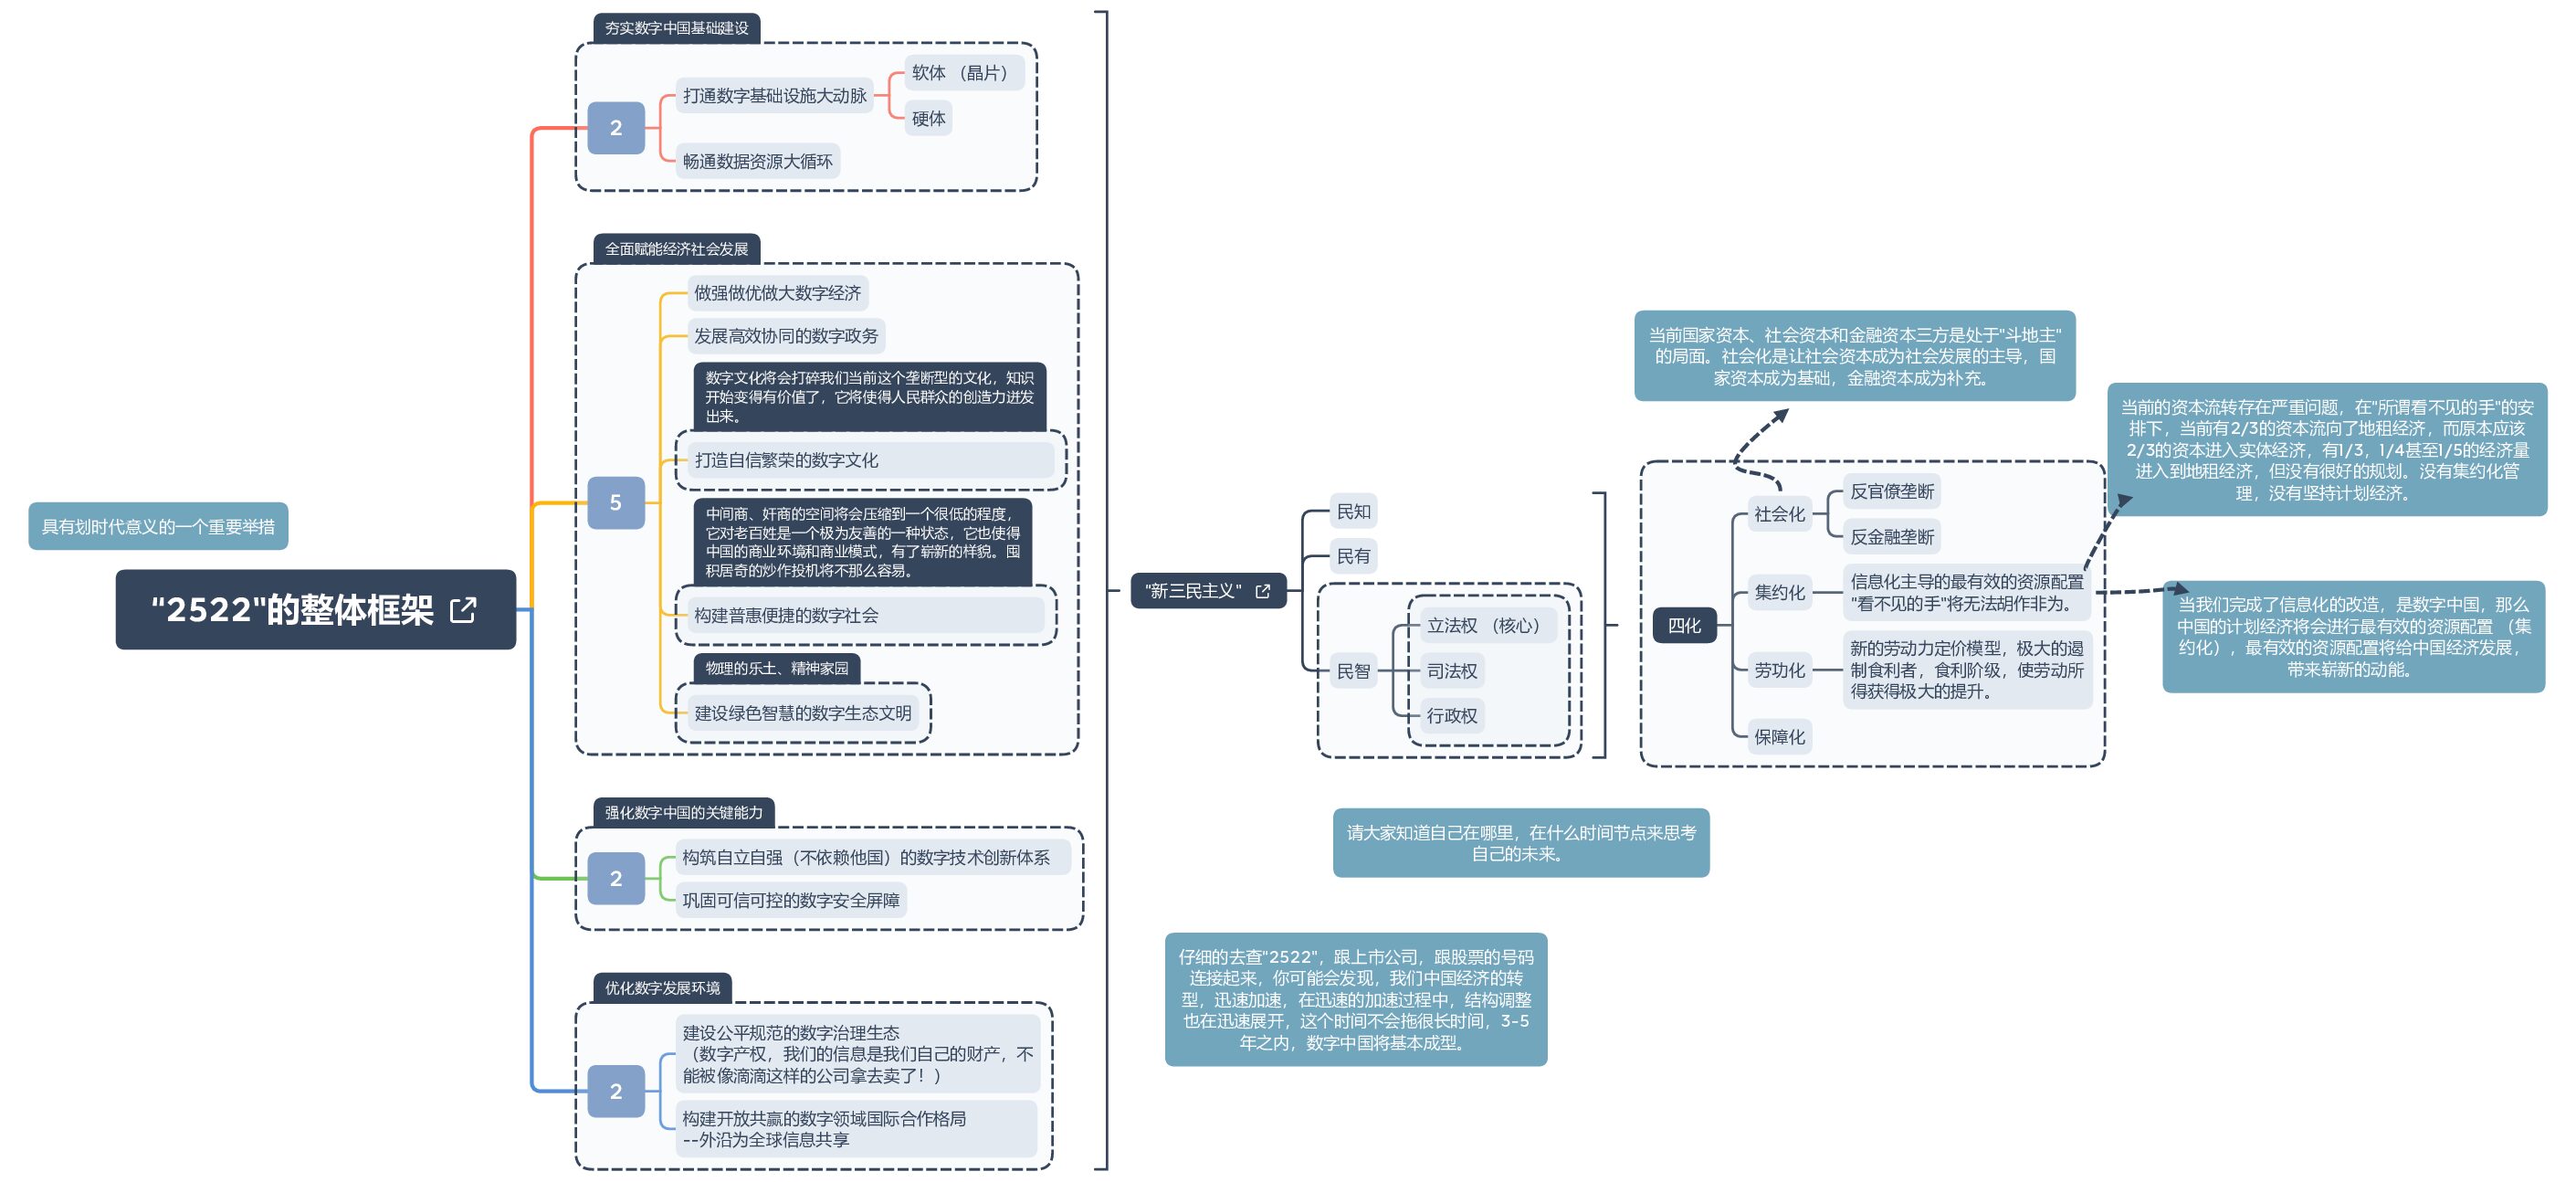 具有划时代意义的一个重要举措
"2522"的整体框架
夯实数字中国基础建设
2
打通数字基础设施大动脉
软体 （晶片）
硬体
畅通数据资源大循环
全面赋能经济社会发展
5
做强做优做大数字经济
发展高效协同的数字政务
数字文化将会打碎我们当前这个垄断型的文化，知识
开始变得有价值了，它将使得人民群众的创造力迸发
出来。
打造自信繁荣的数字文化
中间商、奸商的空间将会压缩到一个很低的程度，
它对老百姓是一个极为友善的一种状态，它也使得
中国的商业环境和商业模式，有了崭新的样貌。囤
积居奇的炒作投机将不那么容易。
构建普惠便捷的数字社会
物理的乐土、精神家园
建设绿色智慧的数字生态文明
强化数字中国的关键能力
2
构筑自立自强（不依赖他国）的数字技术创新体系
巩固可信可控的数字安全屏障
优化数字发展环境
2
建设公平规范的数字治理生态
（数字产权，我们的信息是我们自己的财产，不
能被像滴滴这样的公司拿去卖了！）
构建开放共赢的数字领域国际合作格局
--外沿为全球信息共享
"新三民主义"
民知
民有
民智
立法权 （核心）
司法权
行政权
四化
社会化
反官僚垄断
反金融垄断
集约化
信息化主导的最有效的资源配置
"看不见的手"将无法胡作非为。
劳功化
新的劳动力定价模型，极大的遏
制食利者，食利阶级，使劳动所
得获得极大的提升。
保障化
当前国家资本、社会资本和金融资本三方是处于"斗地主"
的局面。社会化是让社会资本成为社会发展的主导，国
家资本成为基础，金融资本成为补充。
当前的资本流转存在严重问题，在"所谓看不见的手"的安
排下，当前有2/3的资本流向了地租经济，而原本应该
2/3的资本进入实体经济，有1/3，1/4甚至1/5的经济量
进入到地租经济，但没有很好的规划。没有集约化管
理，没有坚持计划经济。
当我们完成了信息化的改造，是数字中国，那么
中国的计划经济将会进行最有效的资源配置 （集
约化），最有效的资源配置将给中国经济发展，
带来崭新的动能。
请大家知道自己在哪里，在什么时间节点来思考
自己的未来。
仔细的去查"2522"，跟上市公司，跟股票的号码
连接起来，你可能会发现，我们中国经济的转
型，迅速加速，在迅速的加速过程中，结构调整
也在迅速展开，这个时间不会拖很长时间，3-5
年之内，数字中国将基本成型。